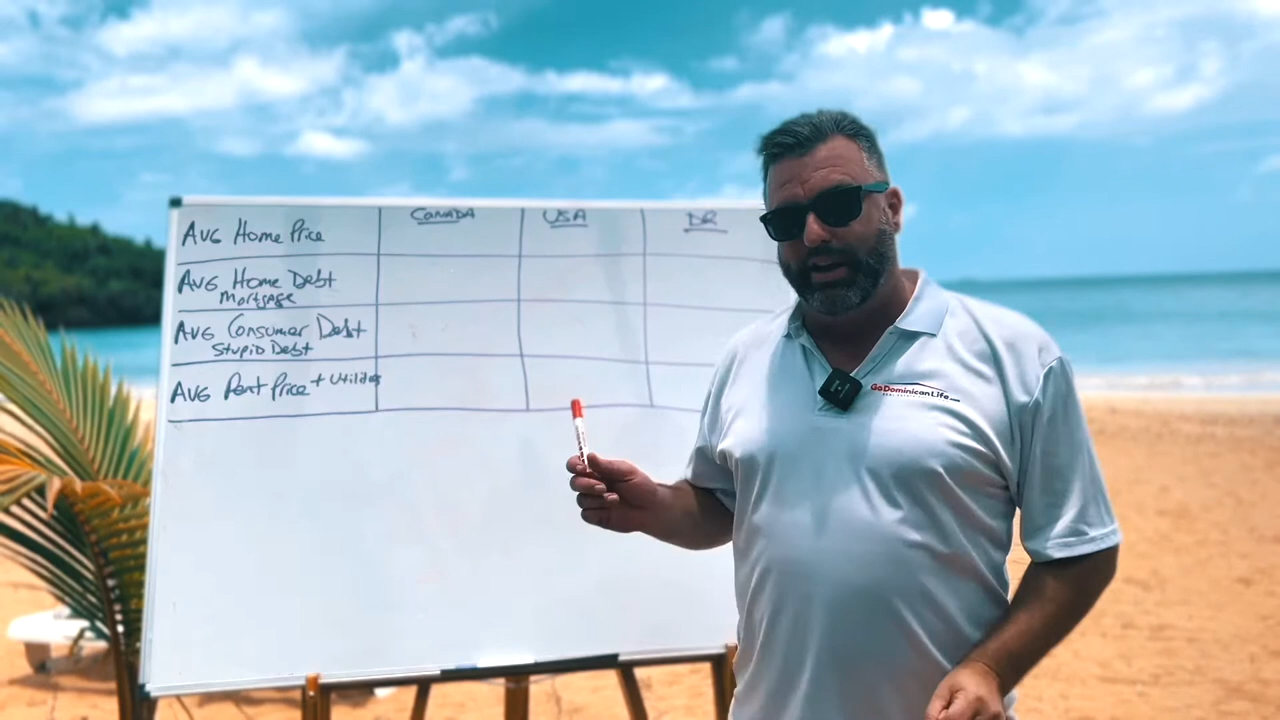 CANADA USA DR
AVG Home Price
AVG Home Debt
Mortgage
AVG Consumer Debt
Stupid Debt
AVG Rent Price + Utilities
GoDominicanLife.com